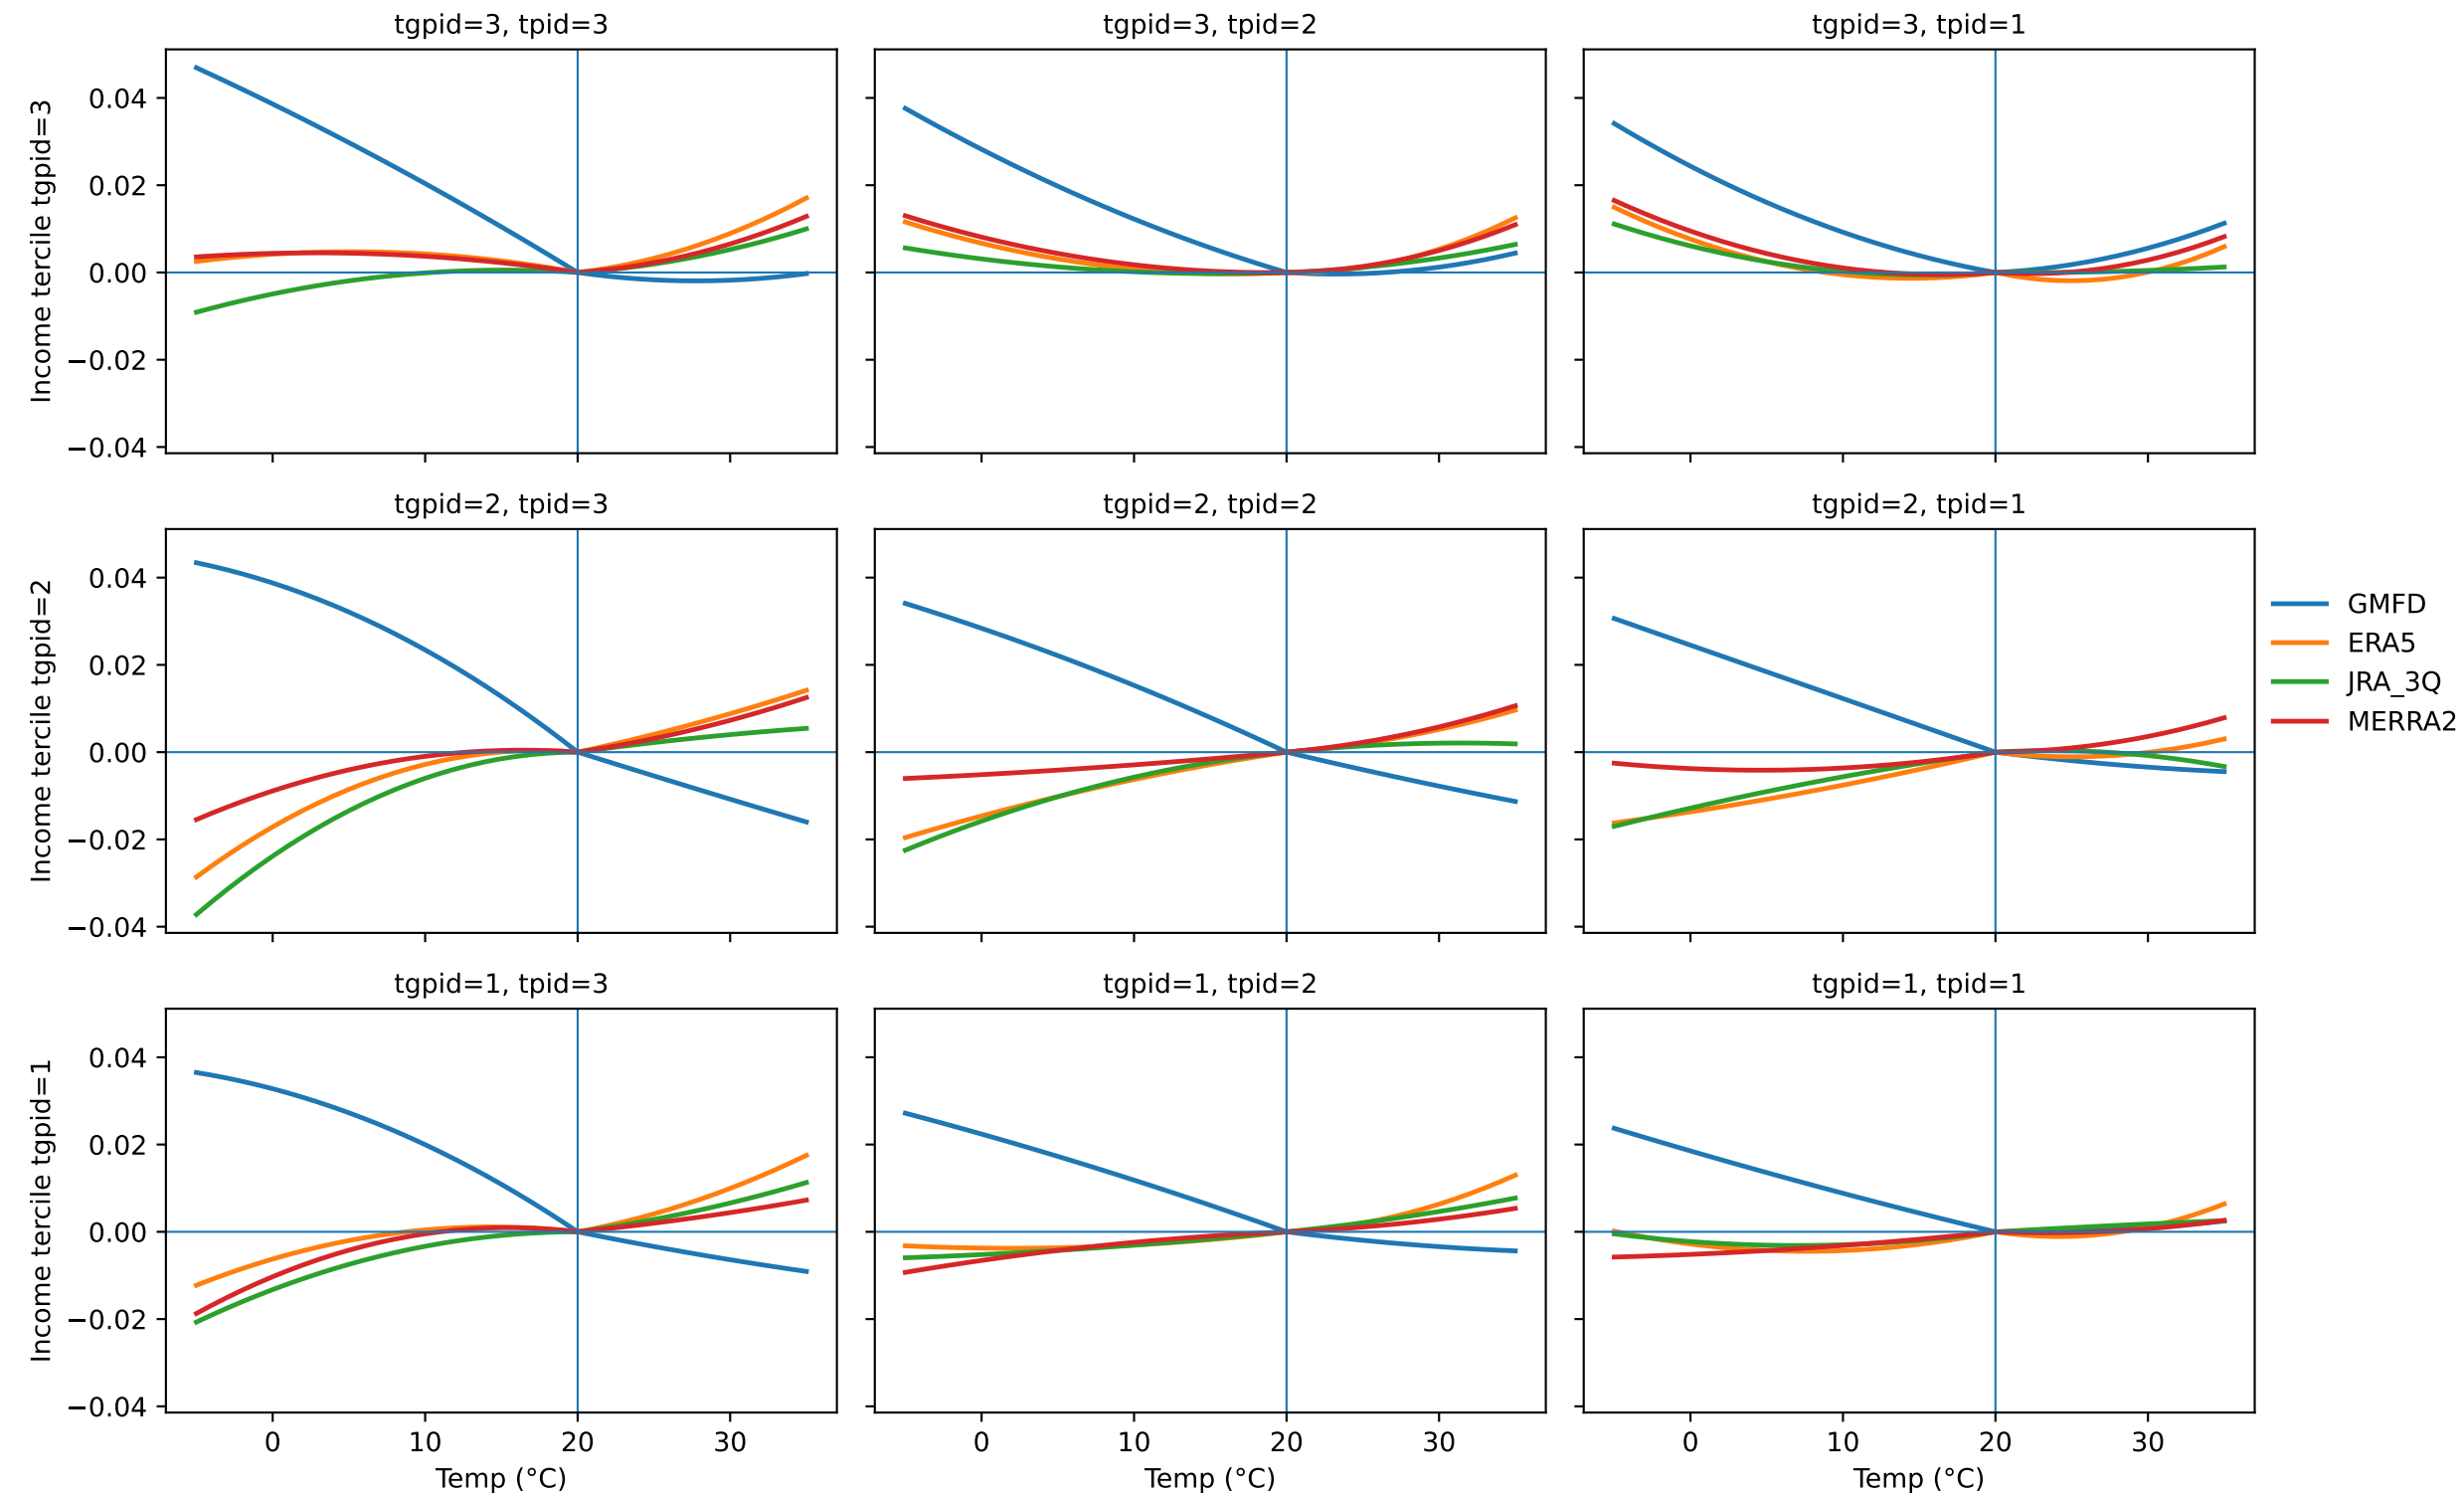 tgpid=3, tpid=3
tgpid=3, tpid=2
tgpid=3, tpid=1
Income tercile tgpid=3
0.04
0.02
0.00
−0.02
−0.04
tgpid=2, tpid=3
tgpid=2, tpid=2
tgpid=2, tpid=1
Income tercile tgpid=2
0.04
0.02
0.00
−0.02
−0.04
GMFD
ERA5
JRA_3Q
MERRA2
tgpid=1, tpid=3
tgpid=1, tpid=2
tgpid=1, tpid=1
Income tercile tgpid=1
0.04
0.02
0.00
−0.02
−0.04
0 10 20 30
0 10 20 30
0 10 20 30
Temp (°C)
Temp (°C)
Temp (°C)